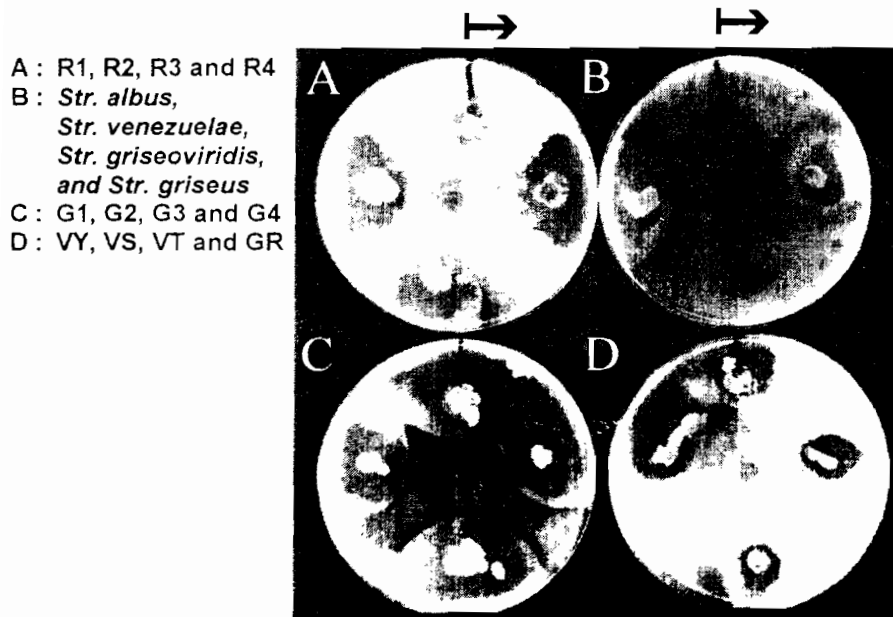 A : R1, R2, R3 and R4
B : Str. albus,
Str. venezuelae,
Str. griseoviridis,
and Str. griseus
C : G1, G2, G3 and G4
D : VY, VS, VT and GR
A
B
C
D